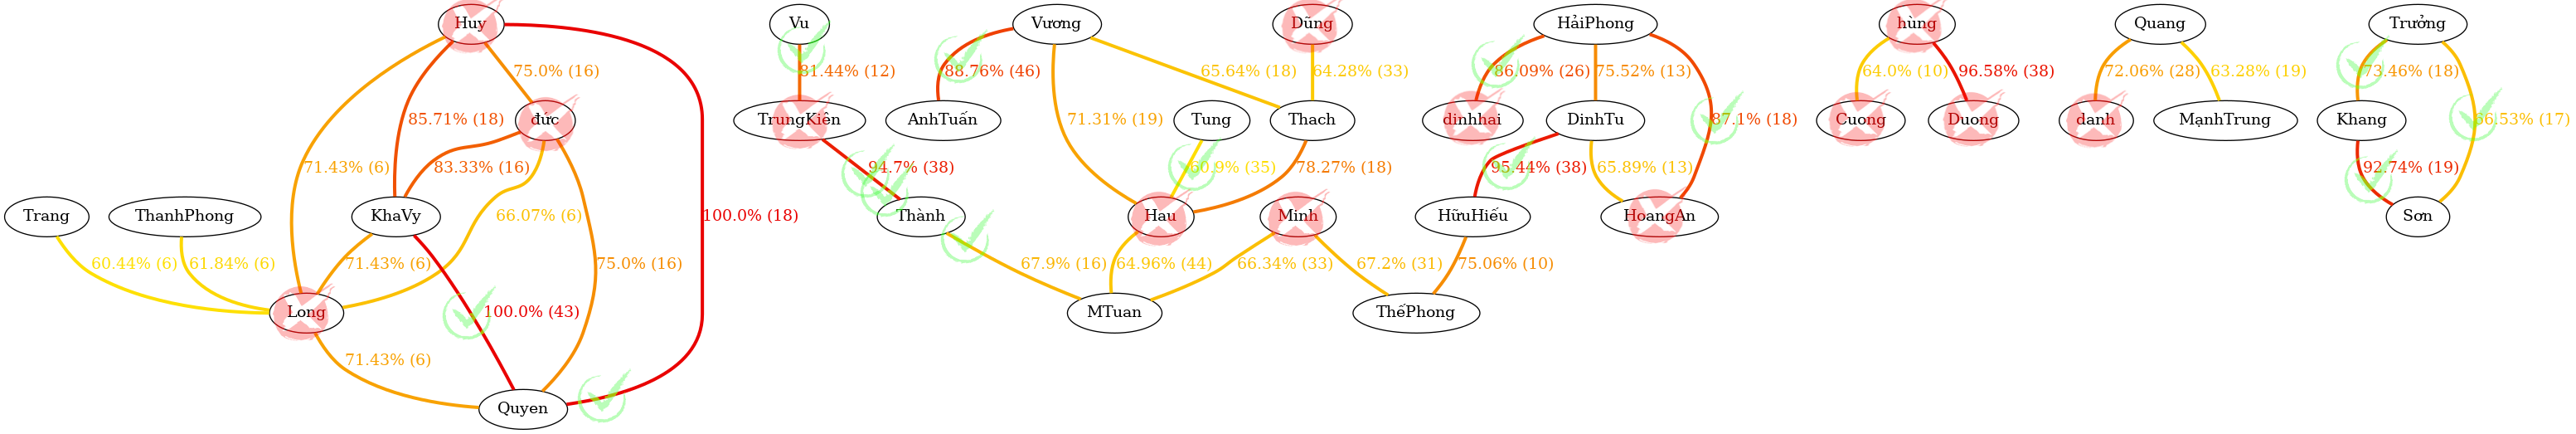 Huy Vu Vương Dũng HảiPhong hùng Quang Trưởng
75.0% (16) 81.44% (12) 88.76% (46) 65.64% (18) 64.28% (33) 86.09% (26) 75.52% (13) 64.0% (10) 96.58% (38) 72.06% (28) 63.28% (19) 73.46% (18)
85.71% (18) đức TrungKiên AnhTuấn 71.31% (19) Tung Thach dinhhai DinhTu 87.1% (18) Cuong Duong danh MạnhTrung Khang 66.53% (17)
71.43% (6) 83.33% (16) 94.7% (38) 60.9% (35) 78.27% (18) 95.44% (38) 65.89% (13) 92.74% (19)
Trang ThanhPhong KhaVy 66.07% (6) 100.0% (18) Thành Hau Minh HữuHiếu HoangAn Sơn
60.44% (6) 61.84% (6) 71.43% (6) 75.0% (16) 67.9% (16) 64.96% (44) 66.34% (33) 67.2% (31) 75.06% (10)
Long 100.0% (43) MTuan ThếPhong
71.43% (6)
Quyen